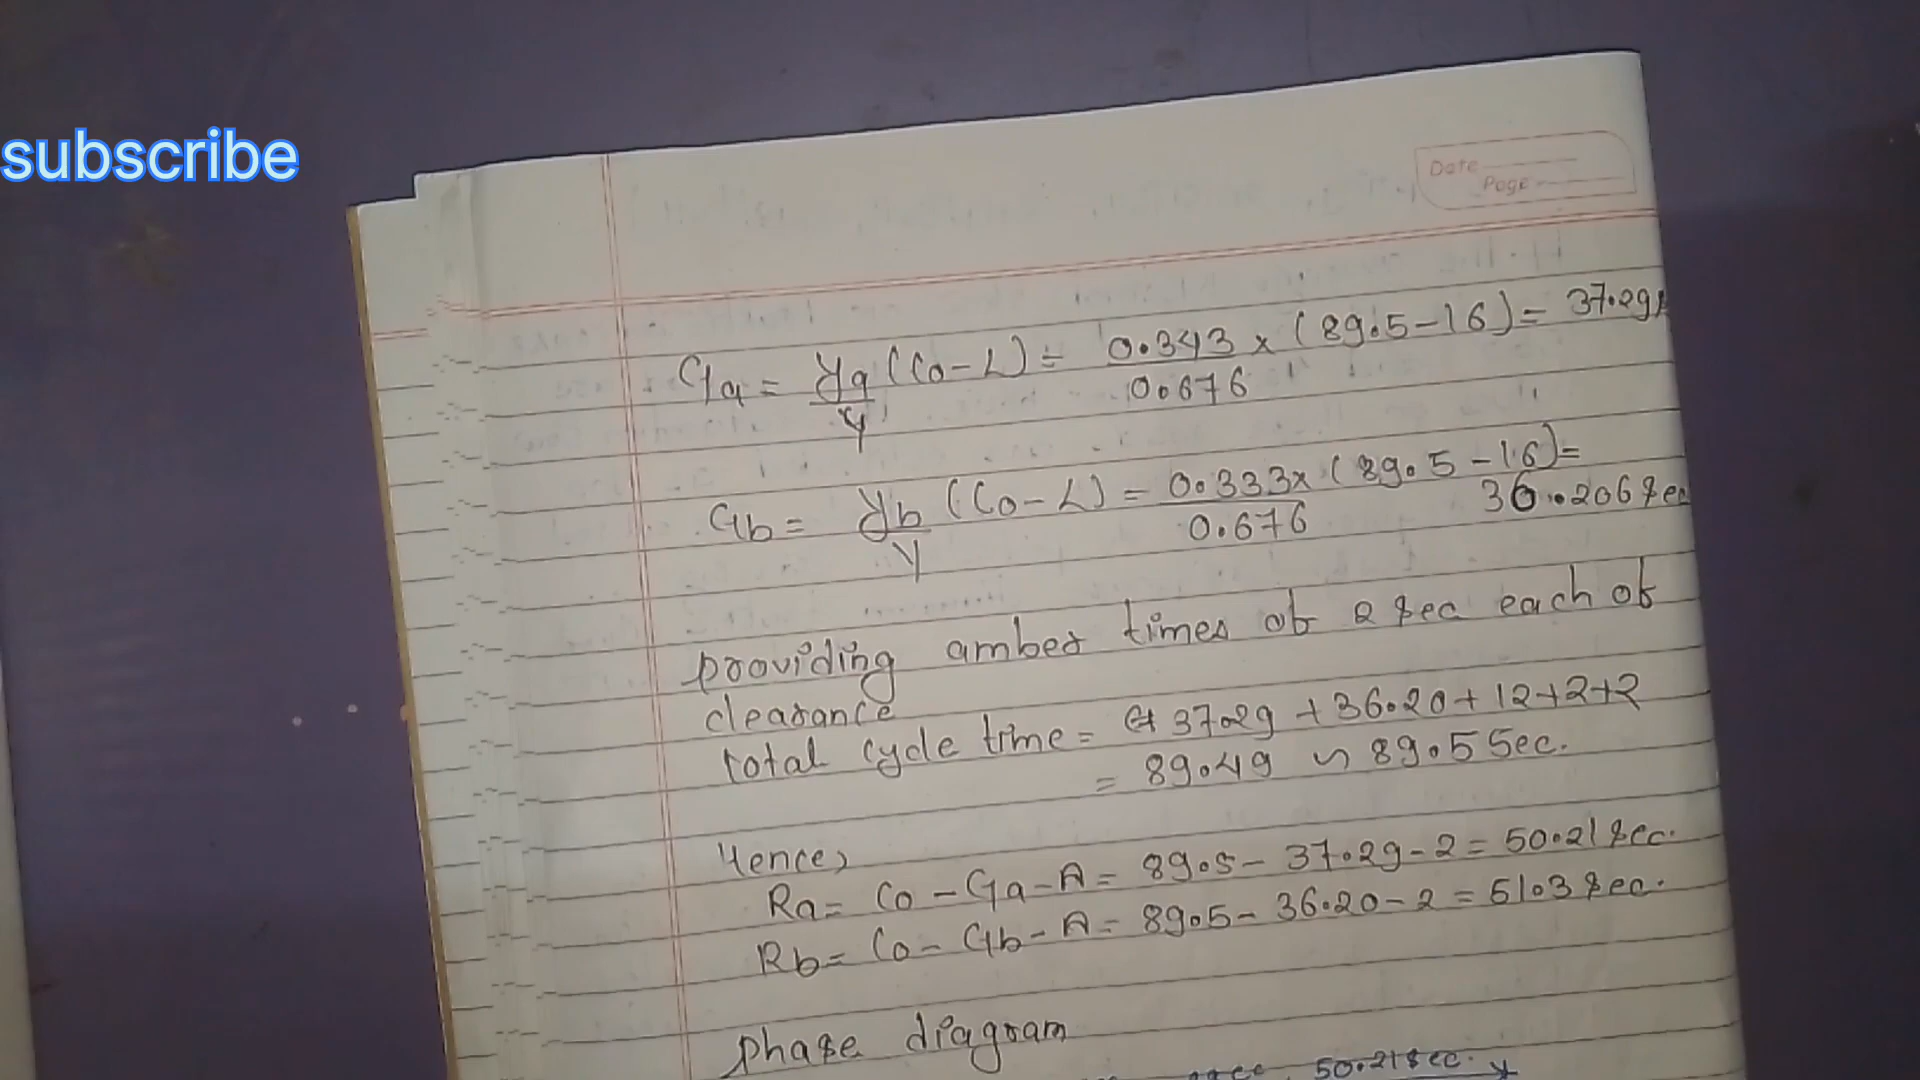 subscribe
Date
Page
Ga = ya/y (Co-L) = 0.343/0.676 x (89.5-16) = 37.29
Gb = yb/y (Co-L) = 0.333/0.676 x (89.5-16) =
36.206 sec
providing amber times of 2 sec each of
clearance
total cycle time = 37.29 + 36.20 + 12+2+2
= 89.49 ∽ 89.5 sec.
Hence,
Ra = Co - Ga - A = 89.5 - 37.29 - 2 = 50.21 sec.
Rb = Co - Gb - A = 89.5 - 36.20 - 2 = 51.3 sec.
phase diagram
50.21 sec.